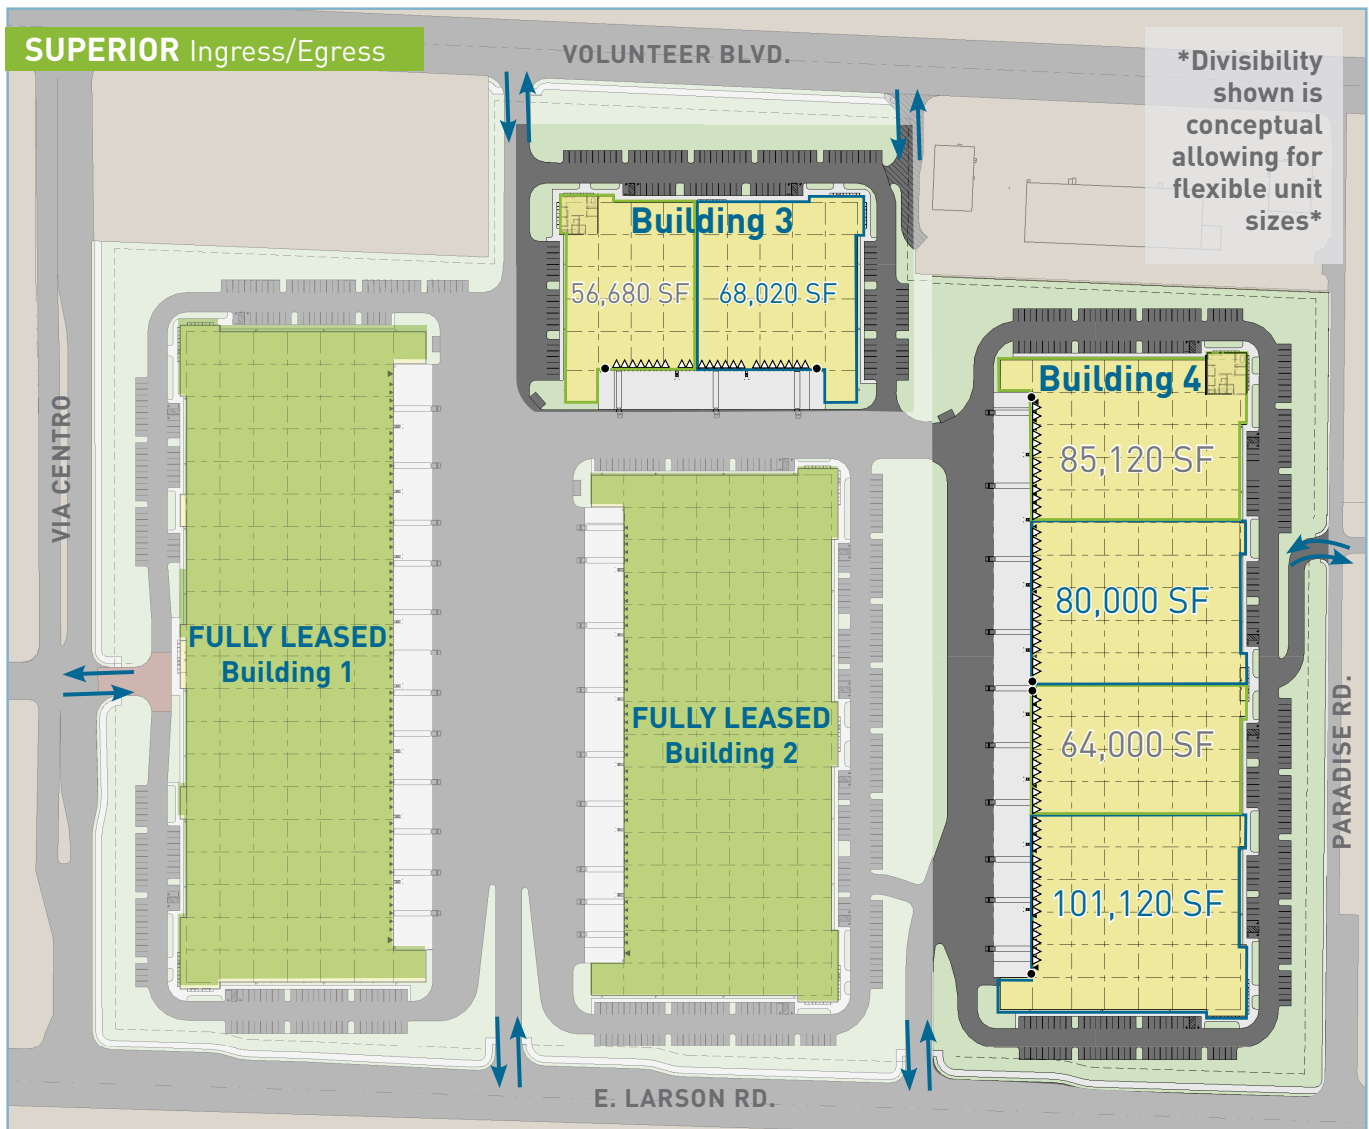 SUPERIOR Ingress/Egress
VOLUNTEER BLVD.
*Divisibility
shown is
conceptual
allowing for
flexible unit
sizes*
Building 3
56,680 SF
68,020 SF
Building 4
85,120 SF
80,000 SF
64,000 SF
101,120 SF
VIA CENTRO
FULLY LEASED
Building 1
FULLY LEASED
Building 2
PARADISE RD.
E. LARSON RD.